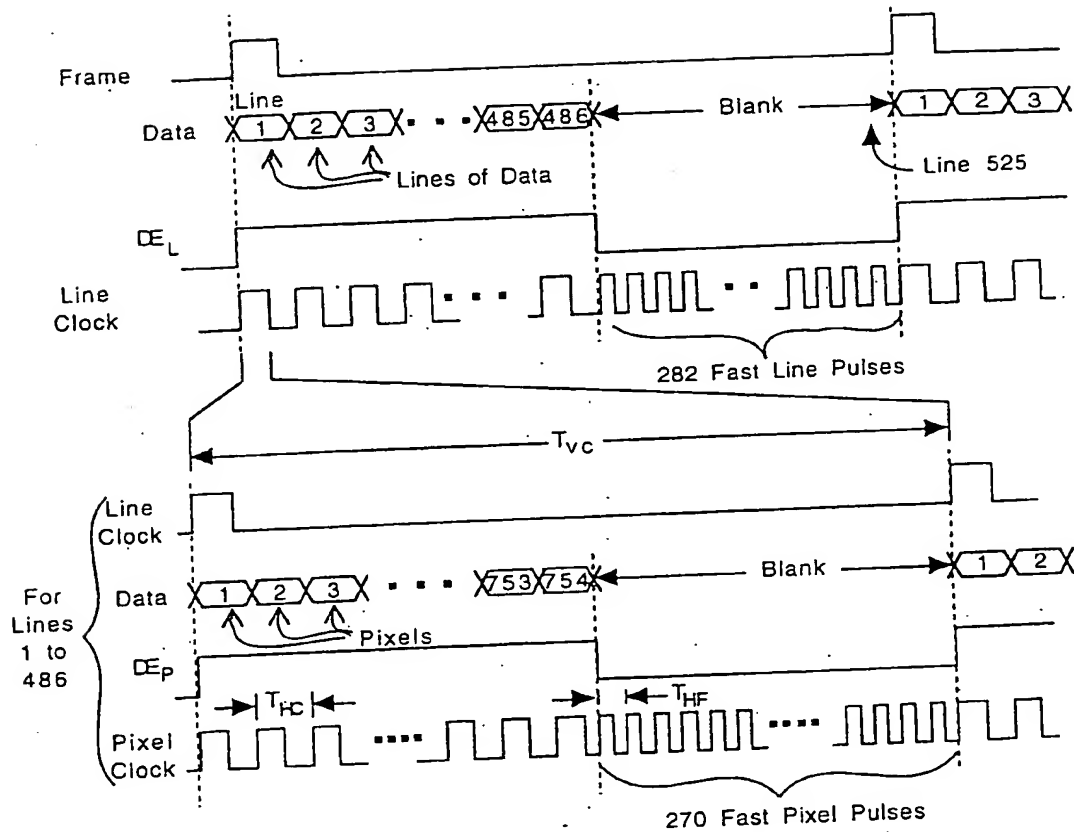 Frame
Line
Data
1 2 3 485 486 Blank 1 2 3
Lines of Data
Line 525
DE_L
Line
Clock
282 Fast Line Pulses
T_VC
Line
Clock
Data
1 2 3 753 754 Blank 1 2
Pixels
For
Lines
1 to
486
DE_P
T_HC
T_HF
Pixel
Clock
270 Fast Pixel Pulses